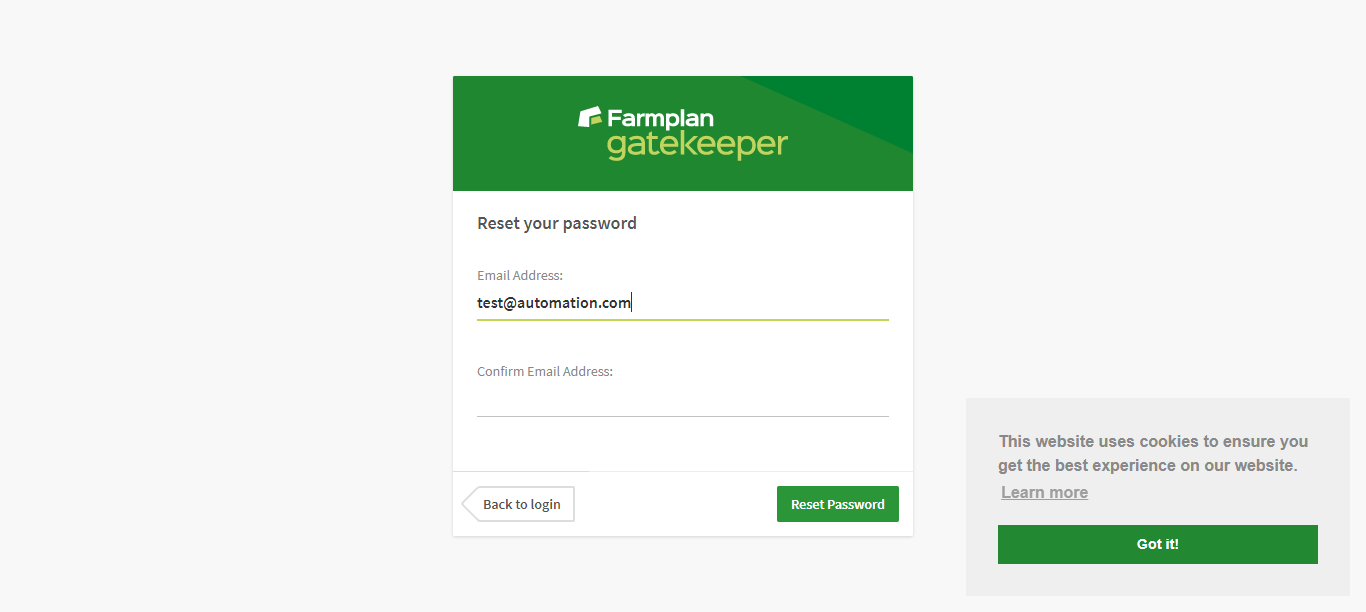 Farmplan
gatekeeper
Reset your password
Email Address:
test@automation.com
Confirm Email Address:
Back to login
Reset Password
This website uses cookies to ensure you
get the best experience on our website.
Learn more
Got it!